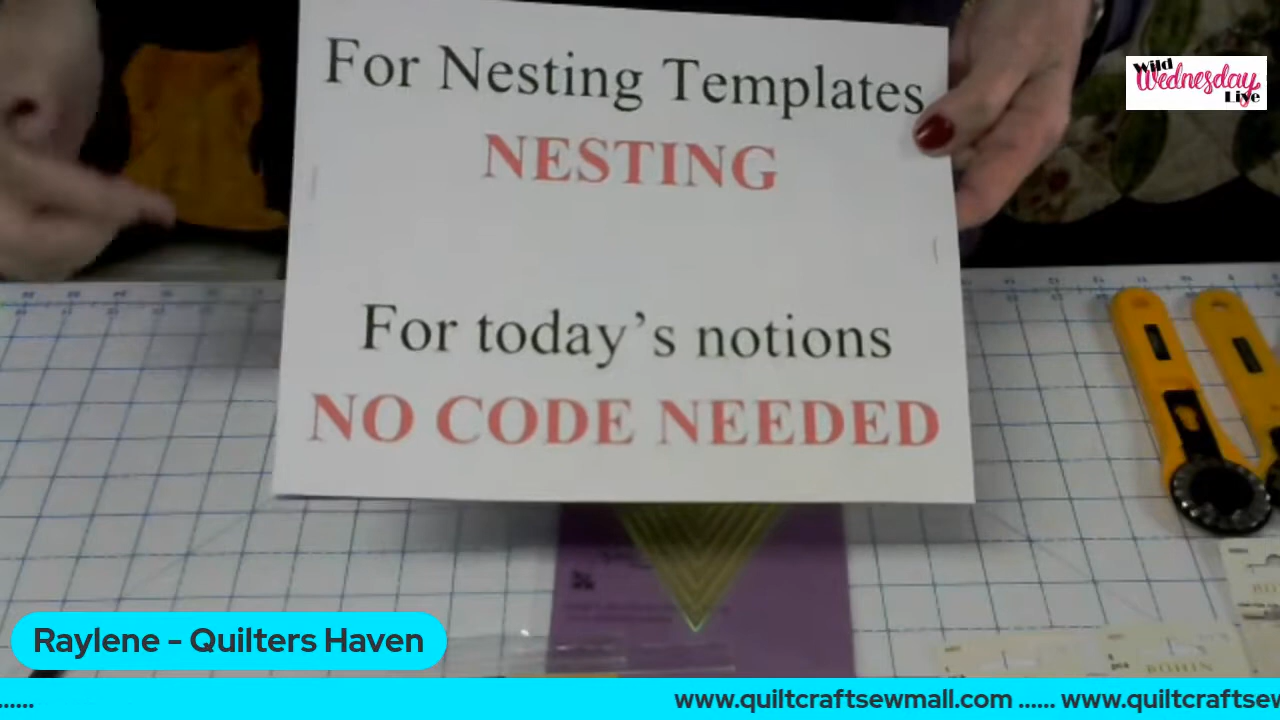 For Nesting Templates
NESTING
For today's notions
NO CODE NEEDED
Wild
Wednesday
Live
BOHIN
Raylene - Quilters Haven
...... www.quiltcraftsewmall.com ...... www.quiltcraftsew